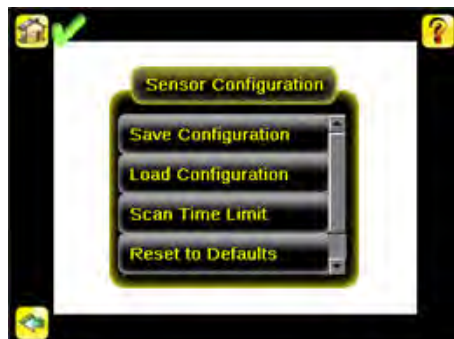 Sensor Configuration
Save Configuration
Load Configuration
Scan Time Limit
Reset to Defaults